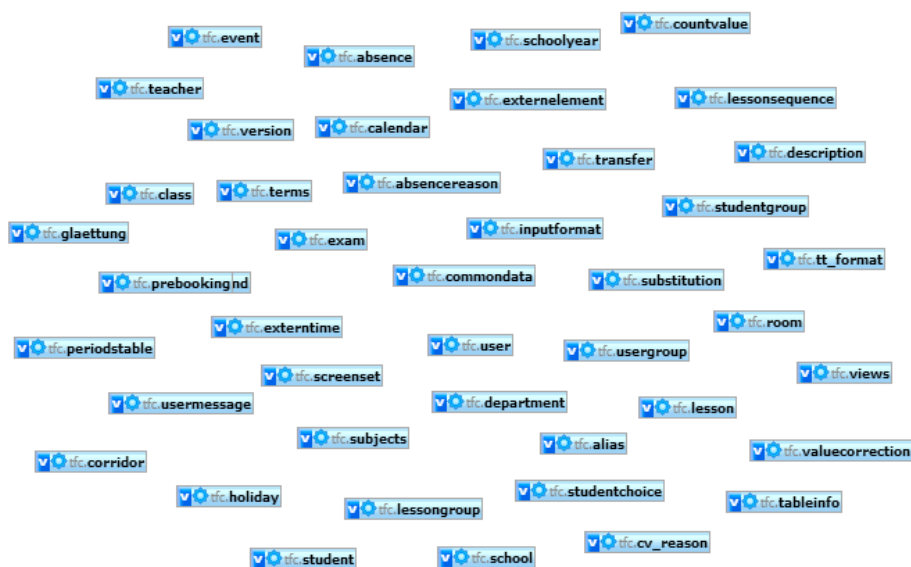 tfc.event
tfc.countvalue
tfc.absence
tfc.schoolyear
tfc.teacher
tfc.externelement
tfc.lessonsequence
tfc.version
tfc.calendar
tfc.transfer
tfc.description
tfc.class
tfc.terms
tfc.absencereason
tfc.studentgroup
tfc.glaettung
tfc.exam
tfc.inputformat
tfc.tt_format
tfc.prebooking
tfc.commondata
tfc.substitution
tfc.externtime
tfc.room
tfc.periodstable
tfc.user
tfc.usergroup
tfc.screenset
tfc.views
tfc.usermessage
tfc.department
tfc.lesson
tfc.subjects
tfc.alias
tfc.valuecorrection
tfc.corridor
tfc.holiday
tfc.lessongroup
tfc.studentchoice
tfc.tableinfo
tfc.student
tfc.school
tfc.cv_reason